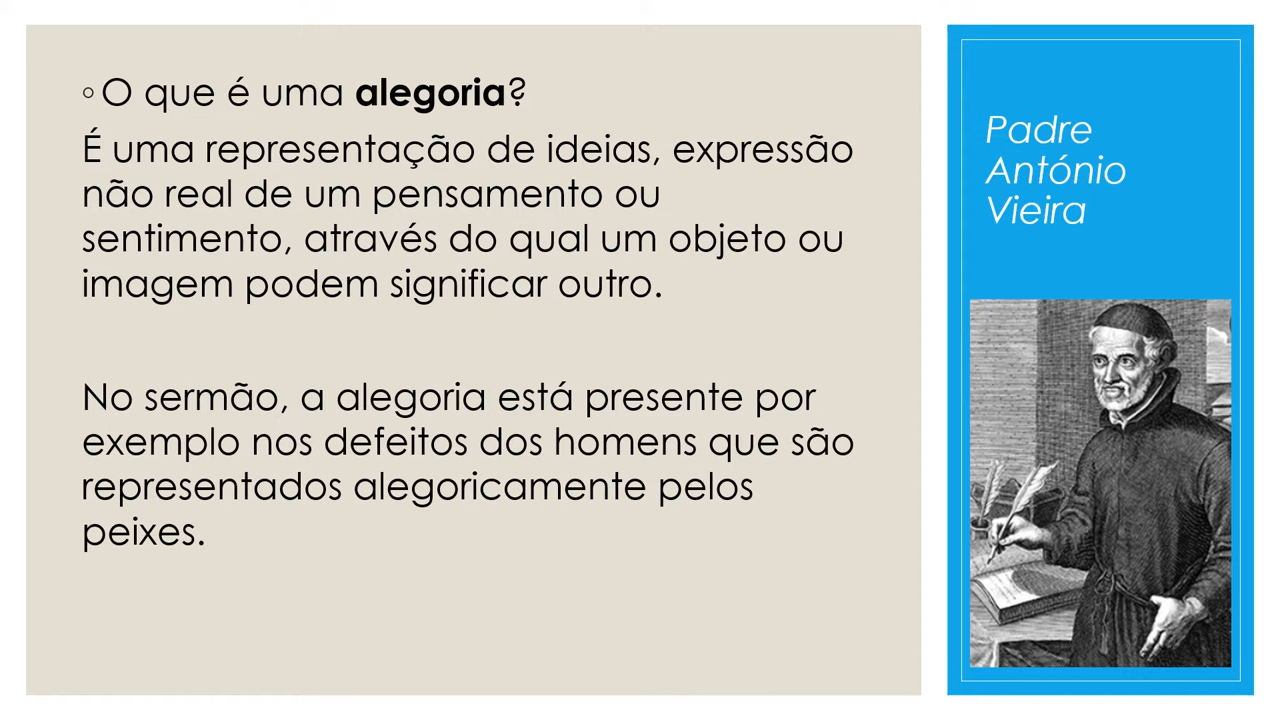 ◦ O que é uma alegoria?
É uma representação de ideias, expressão
não real de um pensamento ou
sentimento, através do qual um objeto ou
imagem podem significar outro.
No sermão, a alegoria está presente por
exemplo nos defeitos dos homens que são
representados alegoricamente pelos
peixes.
Padre
António
Vieira